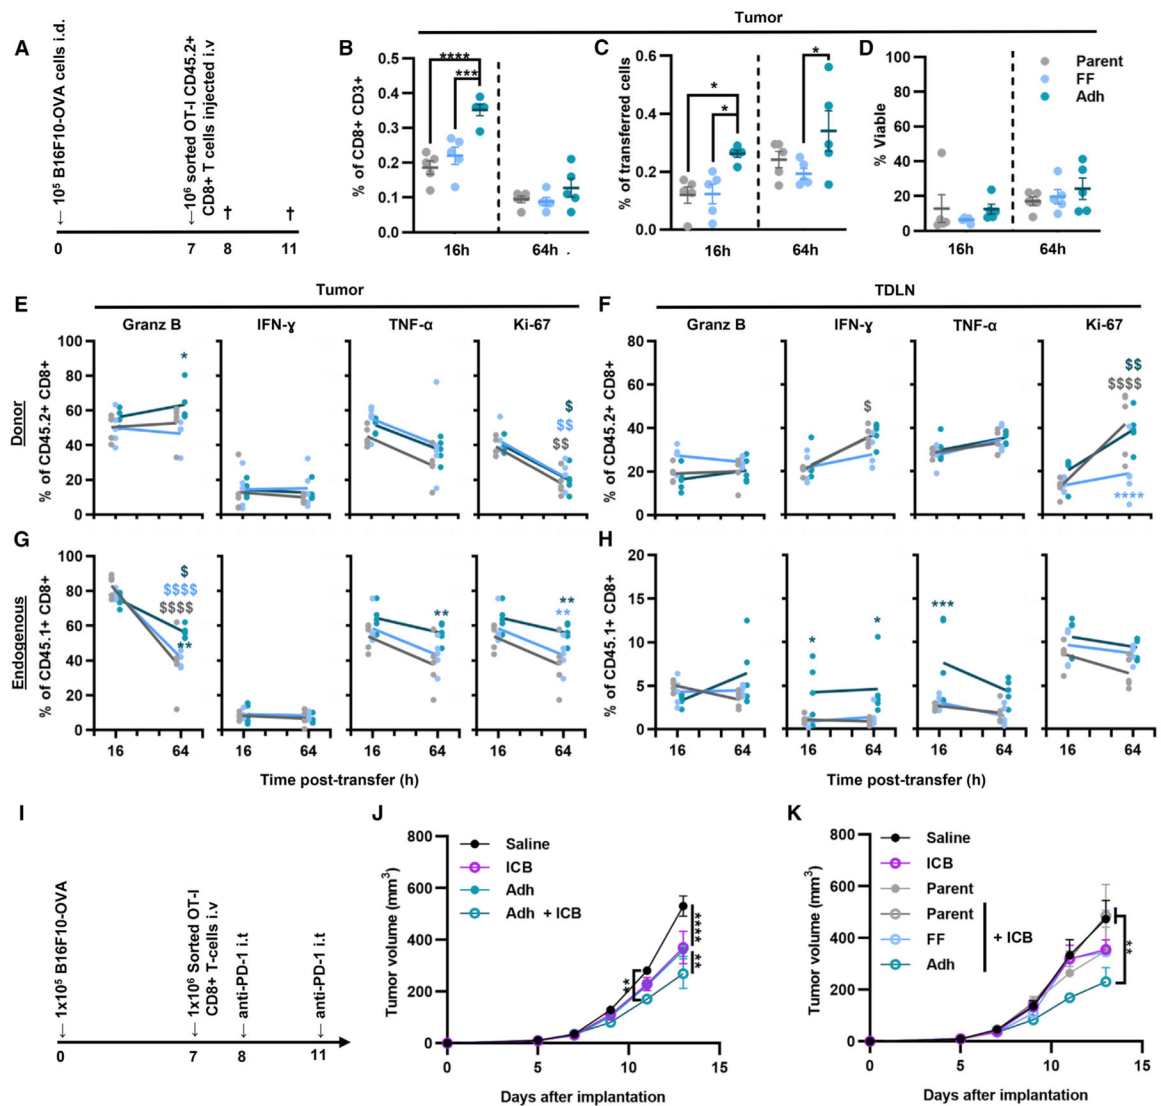 Tumor
A
← 10⁵ B16F10-OVA cells i.d.
←10⁶ sorted OT-I CD45.2+
CD8+ T cells injected i.v
† †
0 7 8 11
B
% of CD8+ CD3+
0.5
0.4
0.3
0.2
0.1
0.0
****
***
16h 64h .
C
% of transferred cells
0.6
0.4
0.2
0.0
*
*
*
16h 64h
D
% Viable
100
80
60
40
20
0
16h 64h
Parent
FF
Adh
E
Tumor
Granz B IFN-ɣ TNF-α Ki-67
Donor
% of CD45.2+ CD8+
100
80
60
40
20
0
*
$
$$
$$
F
TDLN
Granz B IFN-ɣ TNF-α Ki-67
% of CD45.2+ CD8+
80
60
40
20
0
$
$$
$$$$
****
G
Endogenous
% of CD45.1+ CD8+
100
80
60
40
20
0
$
$$$$
$$$$
**
**
**
**
16 64 16 64 16 64 16 64
Time post-transfer (h)
H
% of CD45.1+ CD8+
20
15
10
5
0
*
*
***
16 64 16 64 16 64 16 64
Time post-transfer (h)
I
← 1x10⁵ B16F10-OVA
←1x10⁶ Sorted OT-I
CD8+ T-cells i.v
←anti-PD-1 i.t
←anti-PD-1 i.t
0 7 8 11
J
Tumor volume (mm³)
800
600
400
200
0
Saline
ICB
Adh
Adh + ICB
**
****
**
0 5 10 15
Days after implantation
K
Tumor volume (mm³)
800
600
400
200
0
Saline
ICB
Parent
Parent
FF
Adh
+ ICB
**
0 5 10 15
Days after implantation